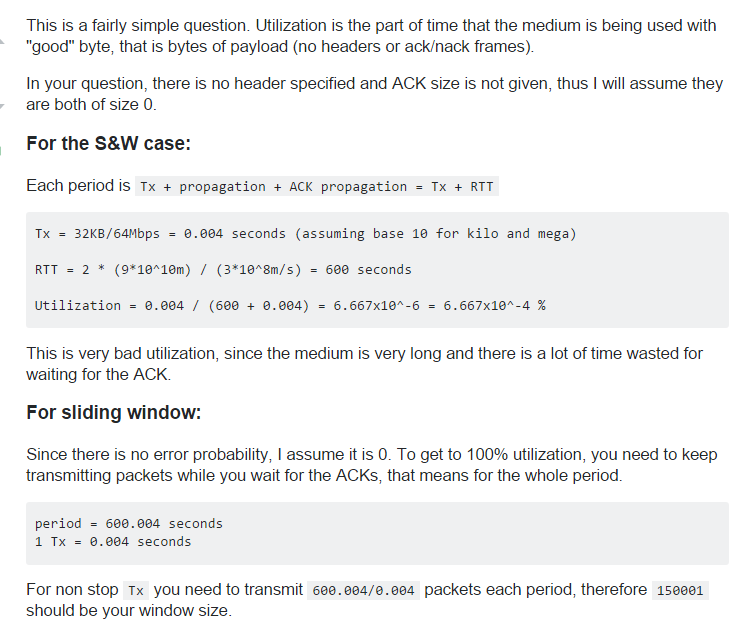 This is a fairly simple question. Utilization is the part of time that the medium is being used with
"good" byte, that is bytes of payload (no headers or ack/nack frames).
In your question, there is no header specified and ACK size is not given, thus I will assume they
are both of size 0.
For the S&W case:
Each period is Tx + propagation + ACK propagation = Tx + RTT
Tx = 32KB/64Mbps = 0.004 seconds (assuming base 10 for kilo and mega)
RTT = 2 * (9*10^10m) / (3*10^8m/s) = 600 seconds
Utilization = 0.004 / (600 + 0.004) = 6.667x10^-6 = 6.667x10^-4 %
This is very bad utilization, since the medium is very long and there is a lot of time wasted for
waiting for the ACK.
For sliding window:
Since there is no error probability, I assume it is 0. To get to 100% utilization, you need to keep
transmitting packets while you wait for the ACKs, that means for the whole period.
period = 600.004 seconds
1 Tx = 0.004 seconds
For non stop Tx you need to transmit 600.004/0.004 packets each period, therefore 150001
should be your window size.